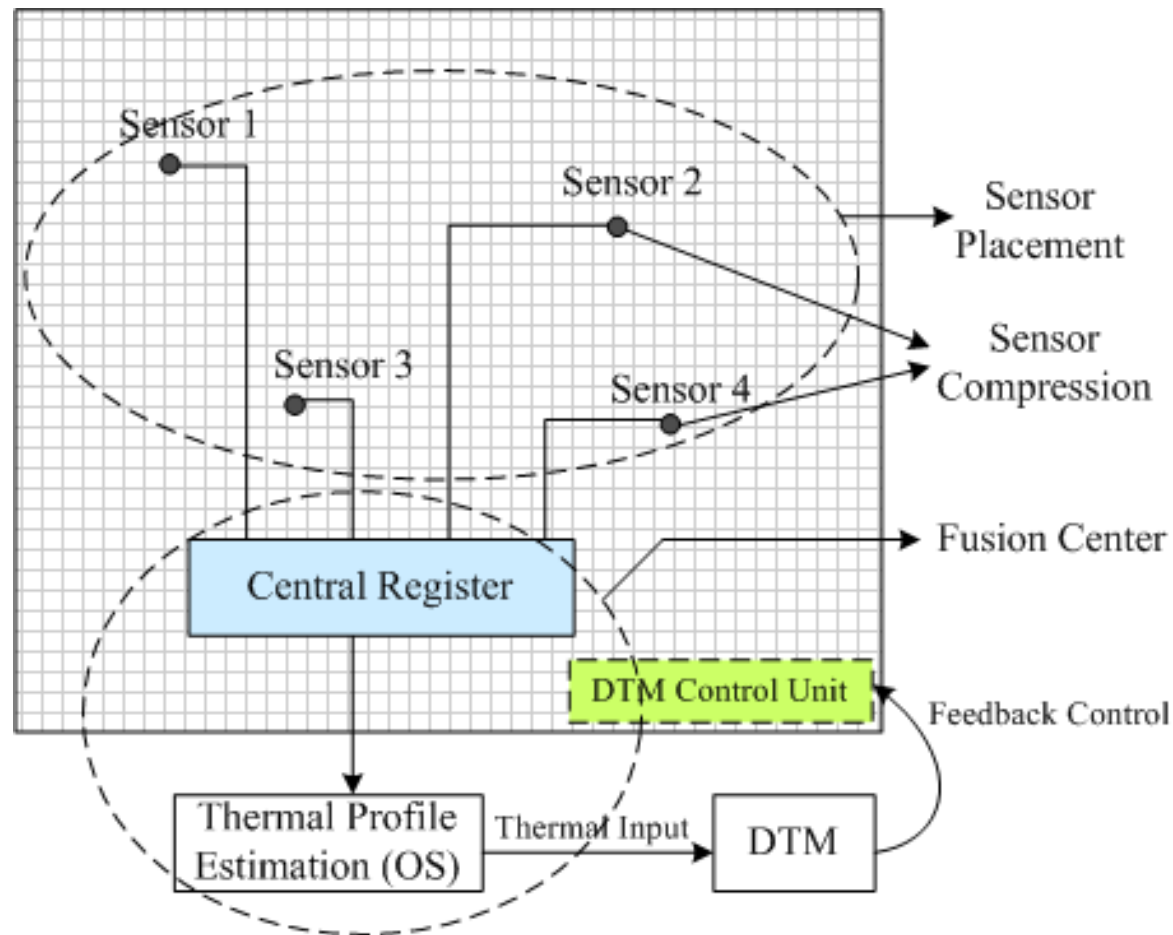 Sensor 1
Sensor 2
Sensor
Placement
Sensor 3
Sensor 4
Sensor
Compression
Central Register
Fusion Center
DTM Control Unit
Feedback Control
Thermal Profile
Estimation (OS)
Thermal Input
DTM